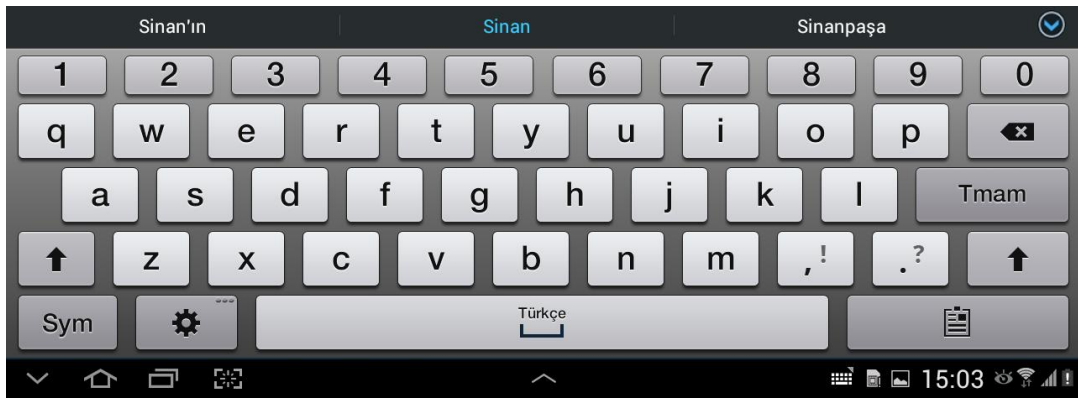 Sinan'ın Sinan Sinanpaşa
1 2 3 4 5 6 7 8 9 0
q w e r t y u i o p
a s d f g h j k l Tmam
z x c v b n m ,! .?
Sym Türkçe
15:03